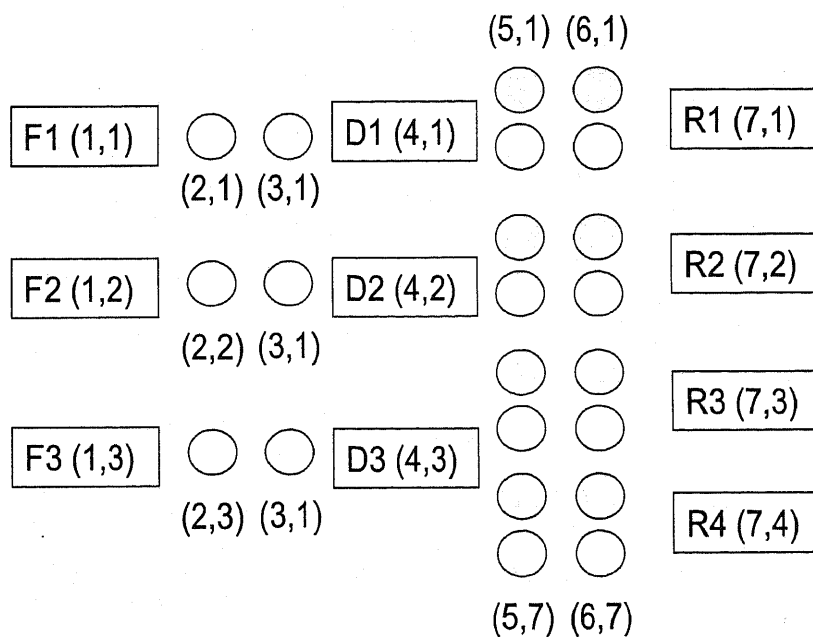 (5,1) (6,1)
F1 (1,1) D1 (4,1) R1 (7,1)
(2,1) (3,1)
F2 (1,2) D2 (4,2) R2 (7,2)
(2,2) (3,1)
R3 (7,3)
F3 (1,3) D3 (4,3)
(2,3) (3,1)
R4 (7,4)
(5,7) (6,7)